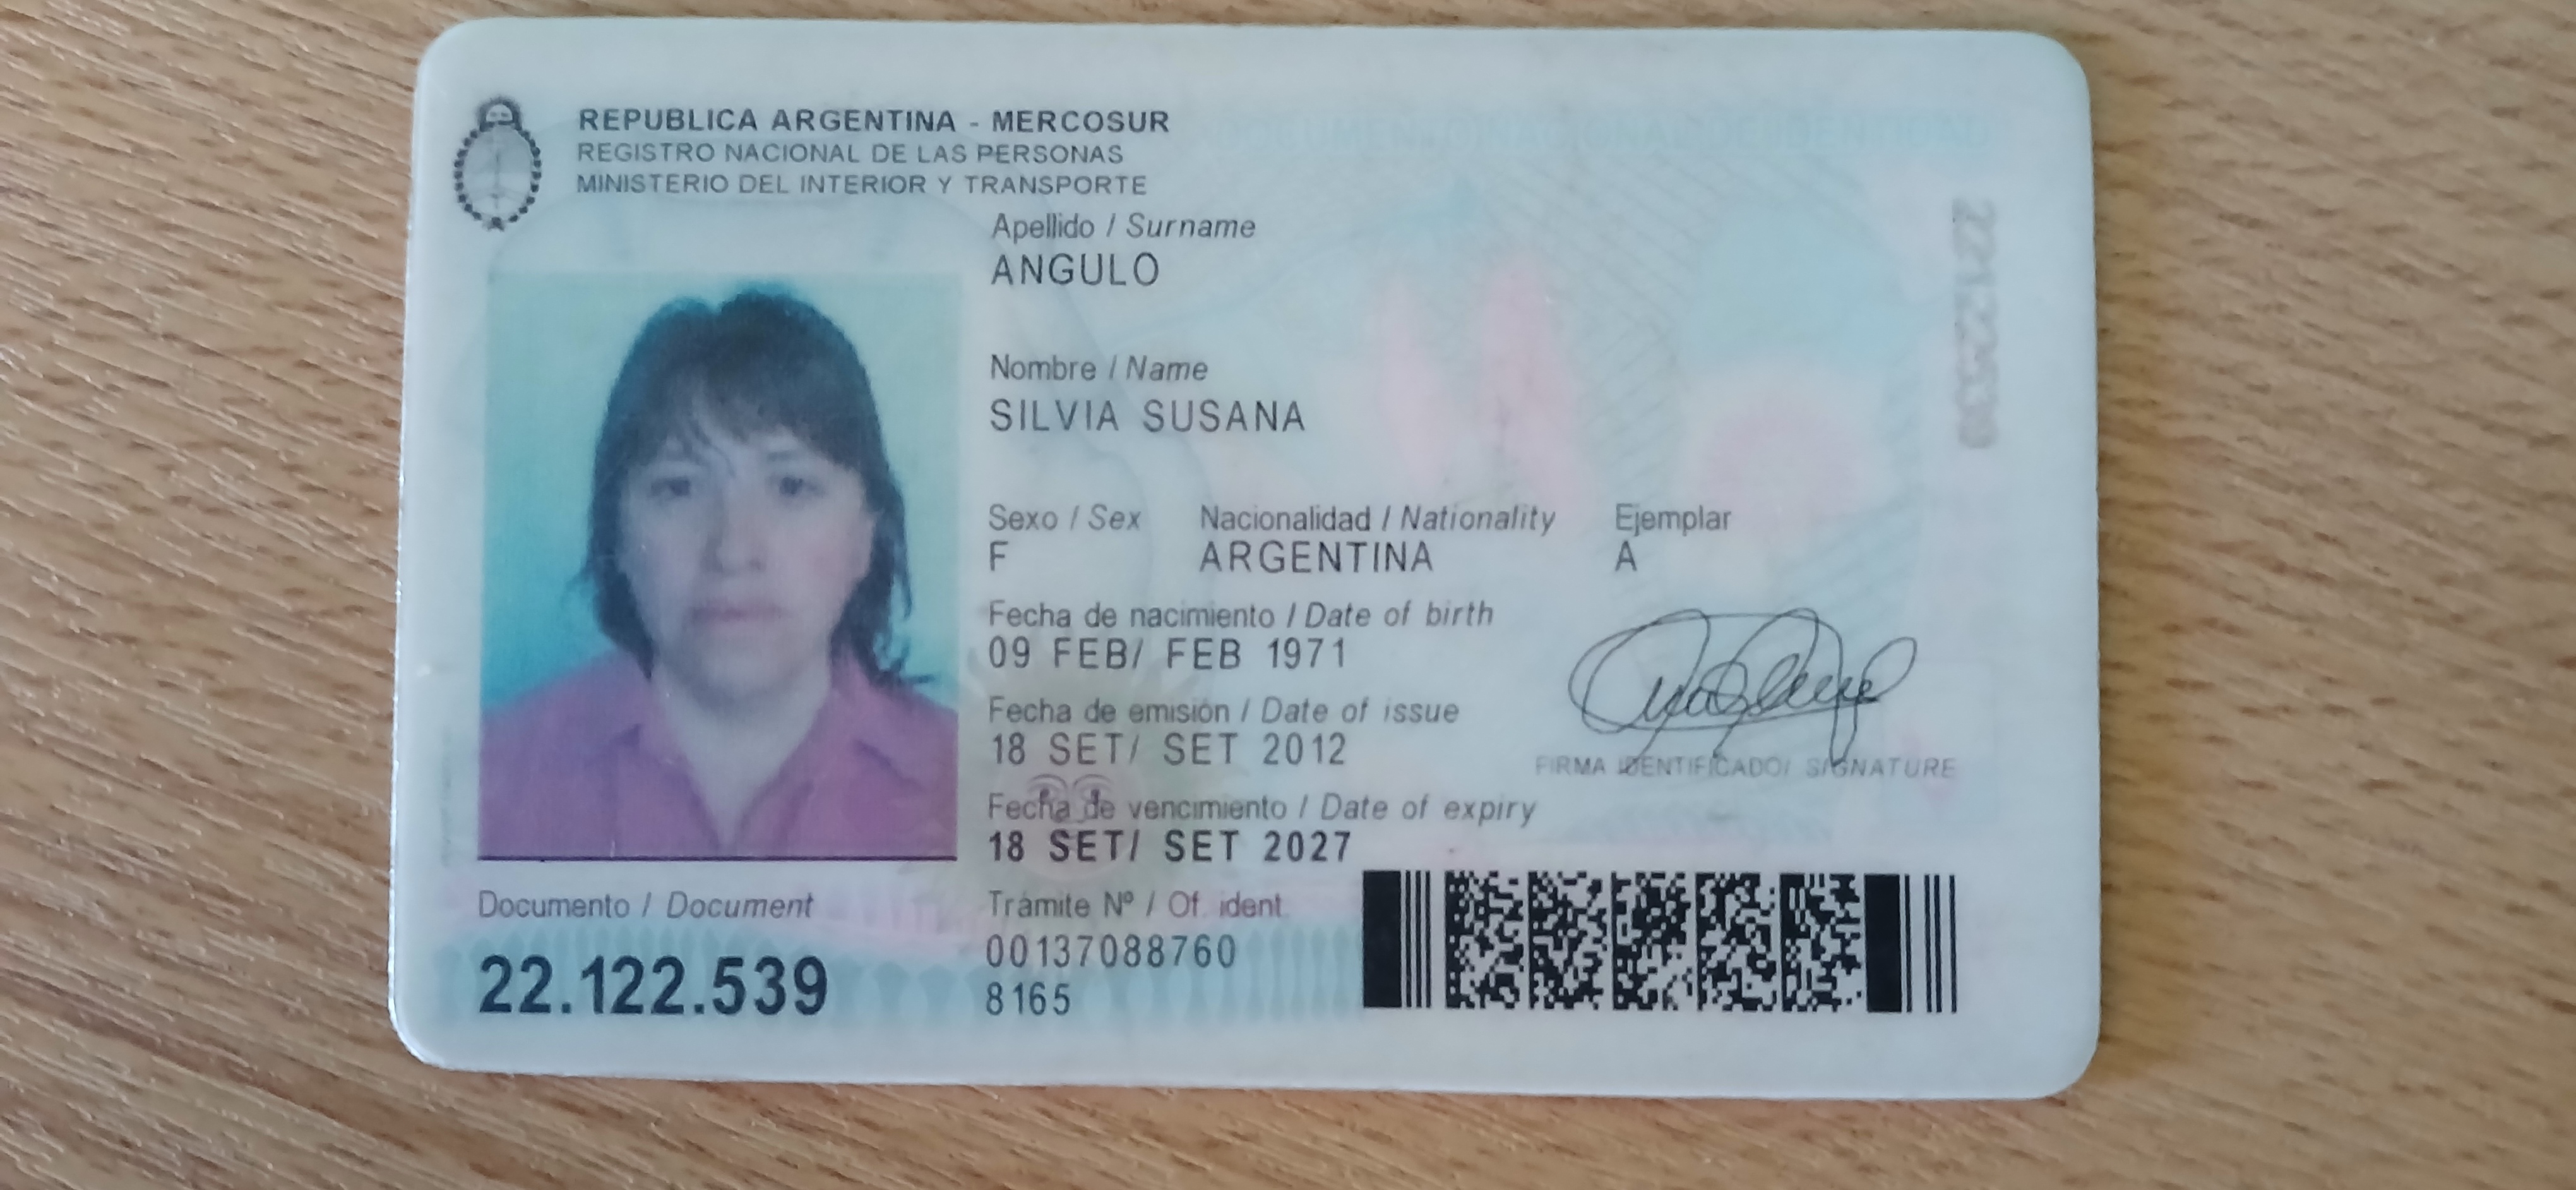 REPUBLICA ARGENTINA - MERCOSUR
REGISTRO NACIONAL DE LAS PERSONAS
MINISTERIO DEL INTERIOR Y TRANSPORTE
Apellido / Surname
ANGULO
Nombre / Name
SILVIA SUSANA
Sexo / Sex Nacionalidad / Nationality Ejemplar
F ARGENTINA A
Fecha de nacimiento / Date of birth
09 FEB/ FEB 1971
Fecha de emisión / Date of issue
18 SET/ SET 2012
Fecha de vencimiento / Date of expiry
18 SET/ SET 2027
FIRMA IDENTIFICADO/ SIGNATURE
Documento / Document
22.122.539
Trámite Nº / Of. ident.
00137088760
8165
22122539